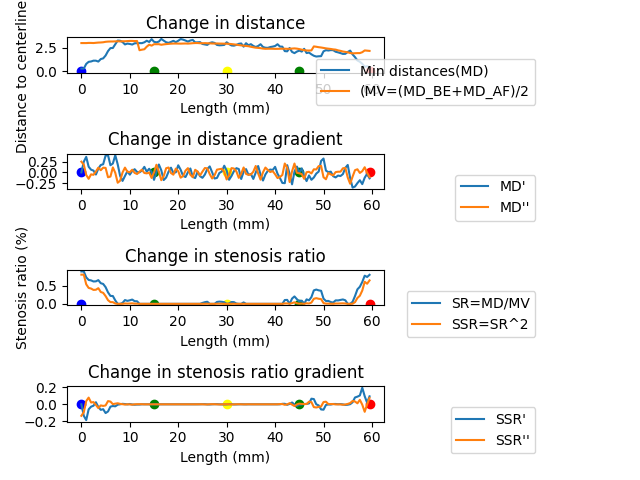 Change in distance
Distance to centerline
2.5
0.0
0 10 20 30 40 50 60
Length (mm)
Min distances(MD)
(MV=(MD_BE+MD_AF)/2
Change in distance gradient
0.25
0.00
−0.25
0 10 20 30 40 50 60
Length (mm)
MD'
MD''
Change in stenosis ratio
Stenosis ratio (%)
0.5
0.0
0 10 20 30 40 50 60
Length (mm)
SR=MD/MV
SSR=SR^2
Change in stenosis ratio gradient
0.2
0.0
−0.2
0 10 20 30 40 50 60
Length (mm)
SSR'
SSR''